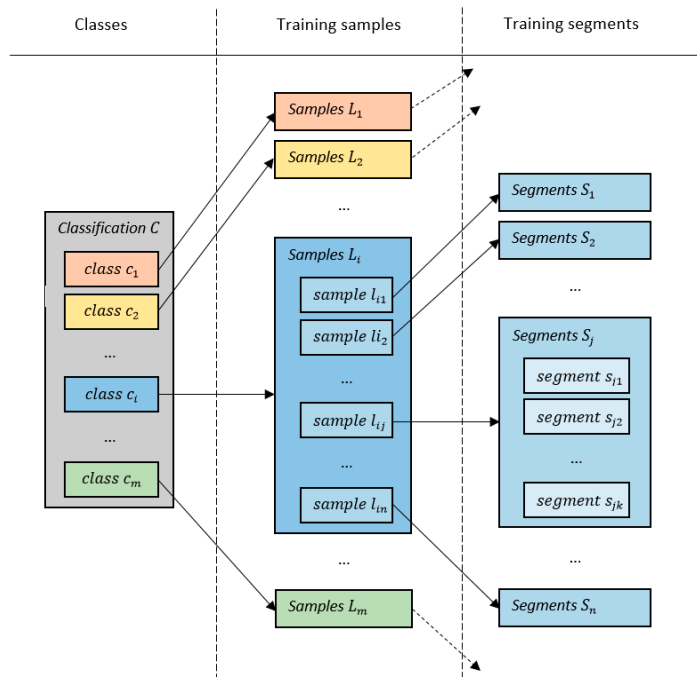 Classes
Training samples
Training segments
Samples L₁
Samples L₂
...
Segments S₁
Segments S₂
...
Classification C
class c₁
class c₂
...
class cᵢ
...
class cₘ
Samples Lᵢ
sample lᵢ₁
sample li₂
...
sample lᵢⱼ
...
sample lᵢₙ
...
Samples Lₘ
Segments Sⱼ
segment sⱼ₁
segment sⱼ₂
...
segment sⱼₖ
...
Segments Sₙ